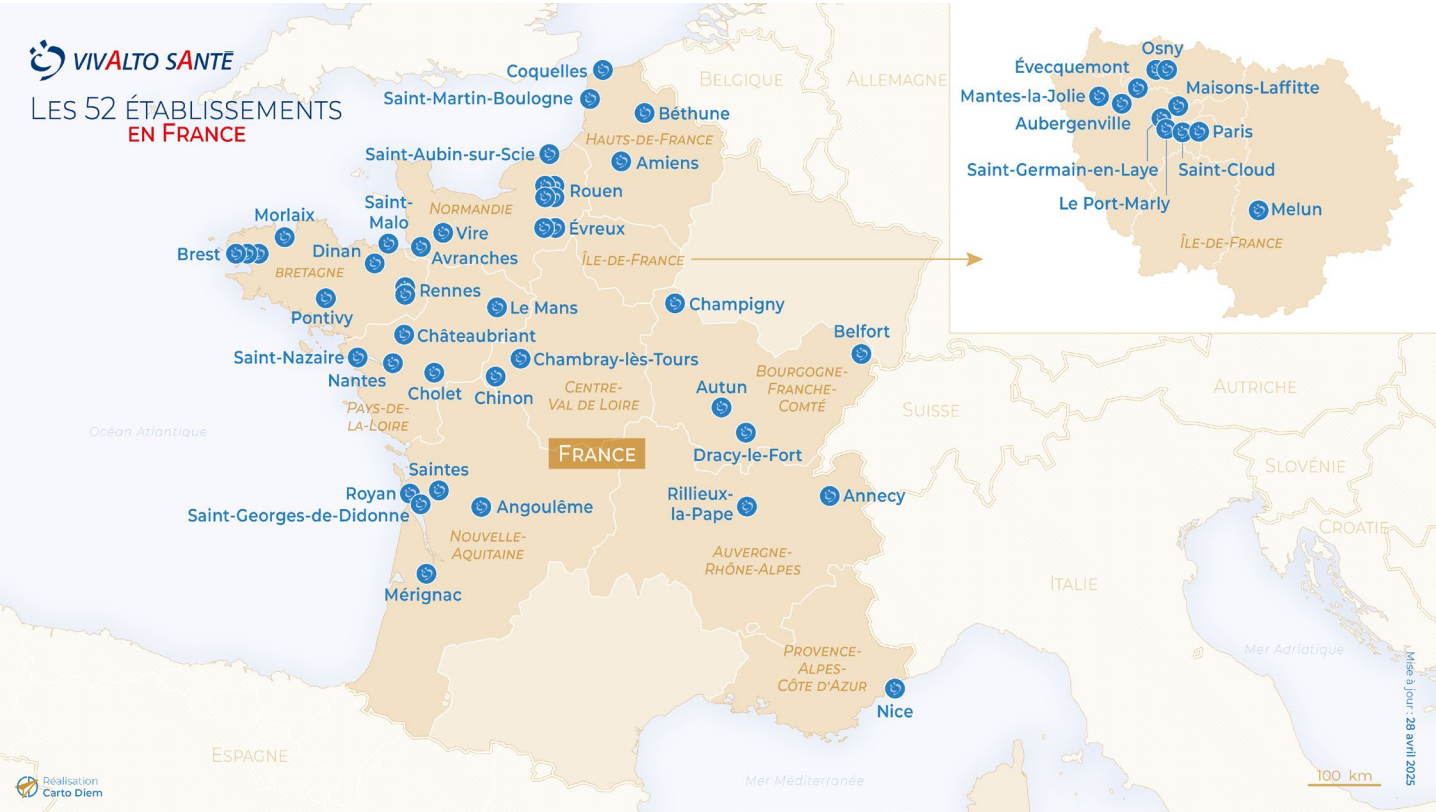 VIVALTO SANTÉ
LES 52 ÉTABLISSEMENTS
EN FRANCE
Coquelles
Saint-Martin-Boulogne
Béthune
HAUTS-DE-FRANCE
Amiens
Saint-Aubin-sur-Scie
Rouen
Évreux
NORMANDIE
Saint-
Malo
Vire
Avranches
Morlaix
Brest
Dinan
BRETAGNE
Pontivy
Rennes
Le Mans
ÎLE-DE-FRANCE
Champigny
Châteaubriant
Saint-Nazaire
Nantes
Cholet
Chinon
Chambray-lès-Tours
CENTRE-
VAL DE LOIRE
PAYS-DE-
LA-LOIRE
Belfort
BOURGOGNE-
FRANCHE-
COMTÉ
Autun
Dracy-le-Fort
FRANCE
Saintes
Royan
Saint-Georges-de-Didonne
Angoulême
NOUVELLE-
AQUITAINE
Mérignac
Rillieux-
la-Pape
Annecy
AUVERGNE-
RHÔNE-ALPES
PROVENCE-
ALPES-
CÔTE D'AZUR
Nice
BELGIQUE
ALLEMAGNE
SUISSE
AUTRICHE
SLOVÉNIE
CROATIE
ITALIE
ESPAGNE
Océan Atlantique
Mer Méditerranée
Mer Adriatique
Osny
Évecquemont
Mantes-la-Jolie
Maisons-Laffitte
Aubergenville
Paris
Saint-Germain-en-Laye
Saint-Cloud
Le Port-Marly
Melun
ÎLE-DE-FRANCE
Mise à jour : 28 avril 2025
100 km
Réalisation
Carto Diem